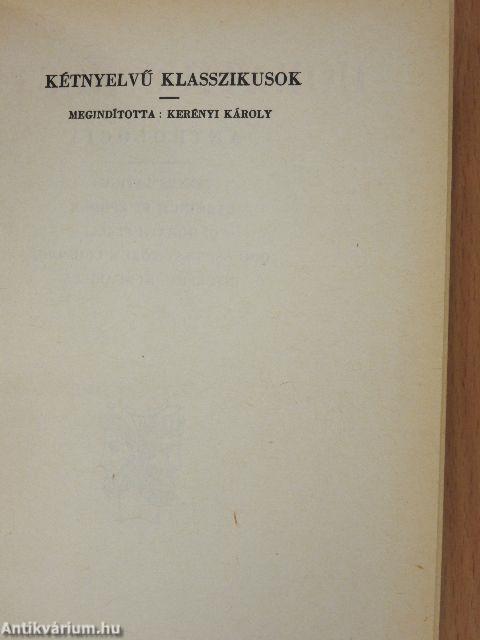 KÉTNYELVŰ KLASSZIKUSOK
MEGINDÍTOTTA : KERÉNYI KÁROLY
Antikvárium.hu